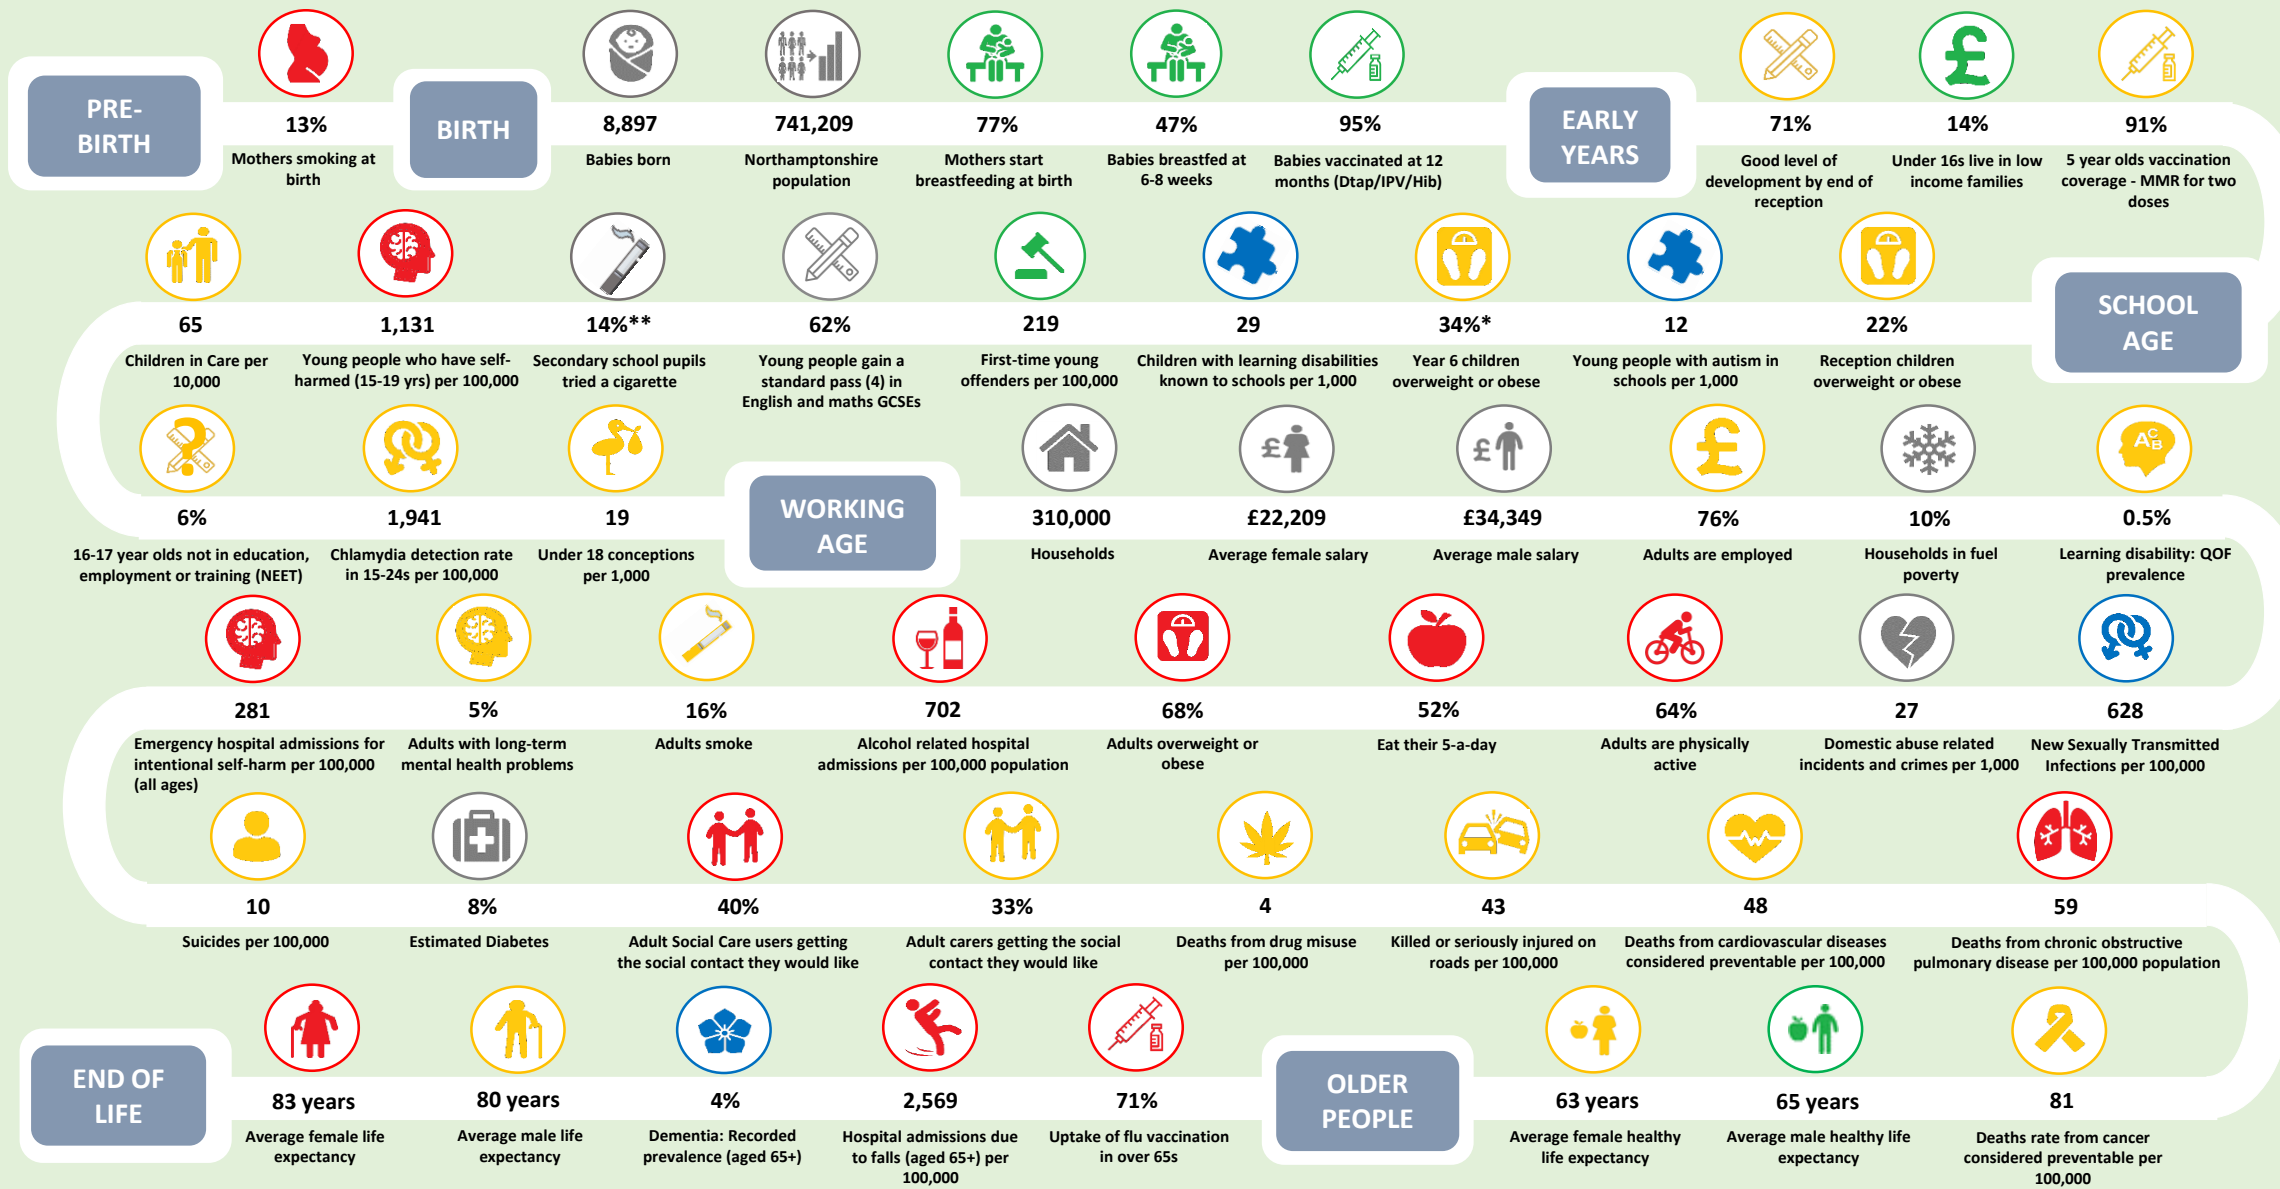 PRE-
BIRTH
13%
Mothers smoking at
birth
BIRTH
8,897
Babies born
741,209
Northamptonshire
population
77%
Mothers start
breastfeeding at birth
47%
Babies breastfed at
6-8 weeks
95%
Babies vaccinated at 12
months (Dtap/IPV/Hib)
EARLY
YEARS
71%
Good level of
development by end of
reception
14%
Under 16s live in low
income families
91%
5 year olds vaccination
coverage - MMR for two
doses
65
Children in Care per
10,000
1,131
Young people who have self-
harmed (15-19 yrs) per 100,000
14%**
Secondary school pupils
tried a cigarette
62%
Young people gain a
standard pass (4) in
English and maths GCSEs
219
First-time young
offenders per 100,000
29
Children with learning disabilities
known to schools per 1,000
34%*
Year 6 children
overweight or obese
12
Young people with autism in
schools per 1,000
22%
Reception children
overweight or obese
SCHOOL
AGE
?
6%
16-17 year olds not in education,
employment or training (NEET)
1,941
Chlamydia detection rate
in 15-24s per 100,000
19
Under 18 conceptions
per 1,000
WORKING
AGE
310,000
Households
£
£22,209
Average female salary
£
£34,349
Average male salary
£
76%
Adults are employed
10%
Households in fuel
poverty
A C B
0.5%
Learning disability: QOF
prevalence
281
Emergency hospital admissions for
intentional self-harm per 100,000
(all ages)
5%
Adults with long-term
mental health problems
16%
Adults smoke
702
Alcohol related hospital
admissions per 100,000 population
68%
Adults overweight or
obese
52%
Eat their 5-a-day
64%
Adults are physically
active
27
Domestic abuse related
incidents and crimes per 1,000
628
New Sexually Transmitted
Infections per 100,000
10
Suicides per 100,000
8%
Estimated Diabetes
40%
Adult Social Care users getting
the social contact they would like
33%
Adult carers getting the social
contact they would like
4
Deaths from drug misuse
per 100,000
43
Killed or seriously injured on
roads per 100,000
48
Deaths from cardiovascular diseases
considered preventable per 100,000
59
Deaths from chronic obstructive
pulmonary disease per 100,000 population
END OF
LIFE
83 years
Average female life
expectancy
80 years
Average male life
expectancy
4%
Dementia: Recorded
prevalence (aged 65+)
2,569
Hospital admissions due
to falls (aged 65+) per
100,000
71%
Uptake of flu vaccination
in over 65s
OLDER
PEOPLE
63 years
Average female healthy
life expectancy
65 years
Average male healthy life
expectancy
81
Deaths rate from cancer
considered preventable per
100,000